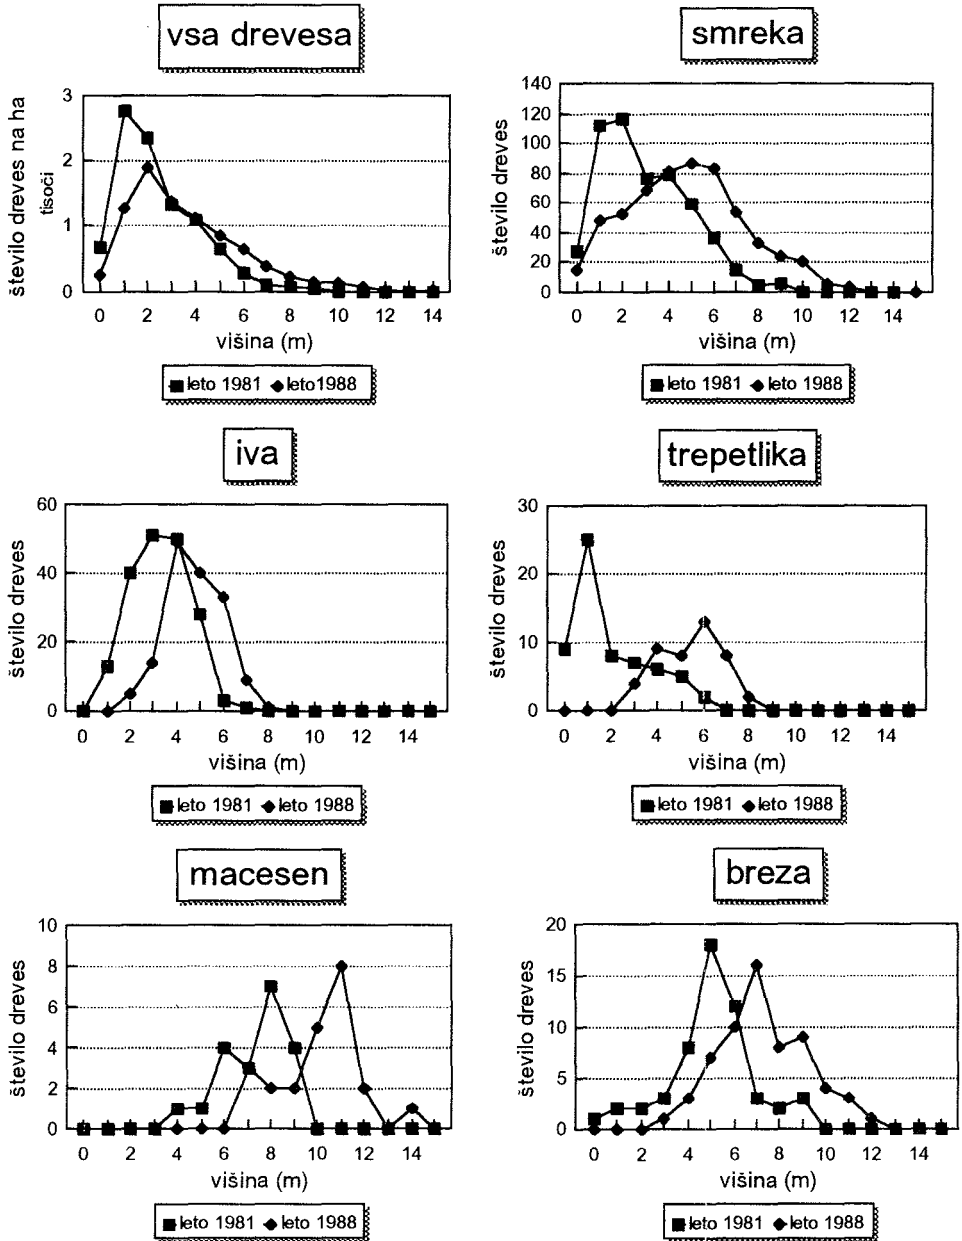 vsa drevesa
število dreves na ha
tisoči
3
2
1
0
0 2 4 6 8 10 12 14
višina (m)
leto 1981 leto1988
smreka
število dreves
140
120
100
80
60
40
20
0
0 2 4 6 8 10 12 14
višina (m)
leto 1981 leto 1988
iva
število dreves
60
40
20
0
0 2 4 6 8 10 12 14
višina (m)
leto 1981 leto 1988
trepetlika
število dreves
30
20
10
0
0 2 4 6 8 10 12 14
višina (m)
leto 1981 leto 1988
macesen
število dreves
10
8
6
4
2
0
0 2 4 6 8 10 12 14
višina (m)
leto 1981 leto 1988
breza
število dreves
20
15
10
5
0
0 2 4 6 8 10 12 14
višina (m)
leto 1981 leto 1988